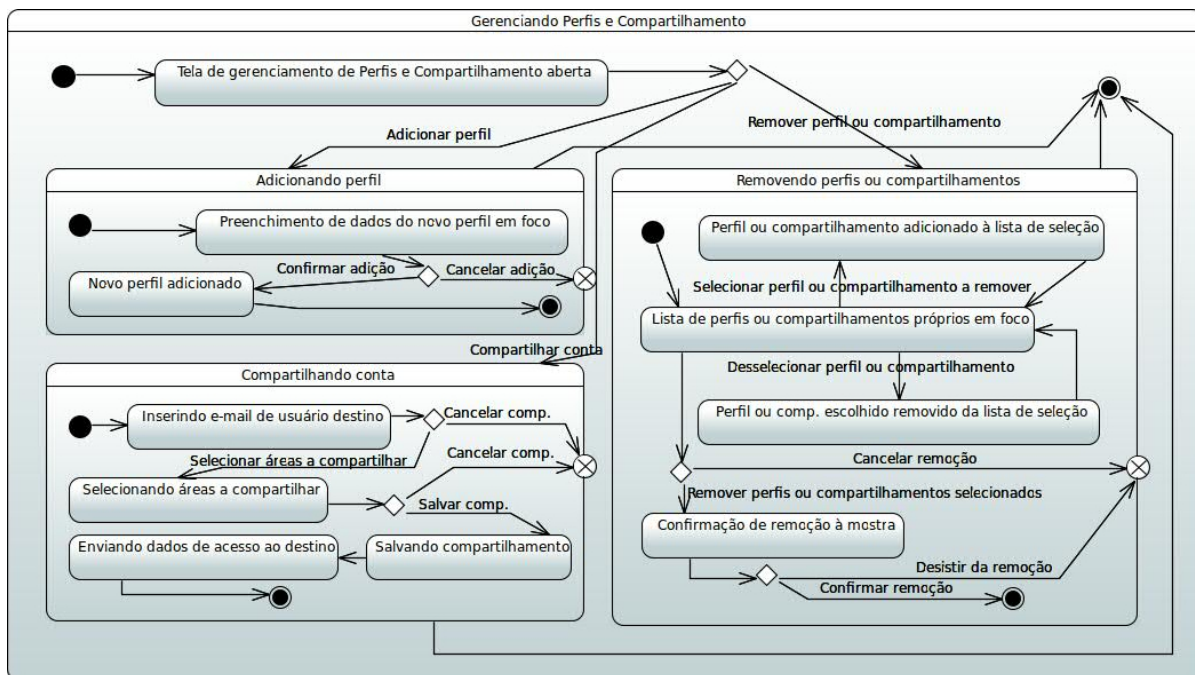 Gerenciando Perfis e Compartilhamento
Tela de gerenciamento de Perfis e Compartilhamento aberta
Adicionar perfil
Remover perfil ou compartilhamento
Adicionando perfil
Preenchimento de dados do novo perfil em foco
Confirmar adição
Cancelar adição
Novo perfil adicionado
Compartilhar conta
Compartilhando conta
Inserindo e-mail de usuário destino
Cancelar comp.
Selecionar áreas a compartilhar
Cancelar comp.
Selecionando áreas a compartilhar
Salvar comp.
Enviando dados de acesso ao destino
Salvando compartilhamento
Removendo perfis ou compartilhamentos
Perfil ou compartilhamento adicionado à lista de seleção
Selecionar perfil ou compartilhamento a remover
Lista de perfis ou compartilhamentos próprios em foco
Desselecionar perfil ou compartilhamento
Perfil ou comp. escolhido removido da lista de seleção
Cancelar remoção
Remover perfis ou compartilhamentos selecionados
Confirmação de remoção à mostra
Desistir da remoção
Confirmar remoção